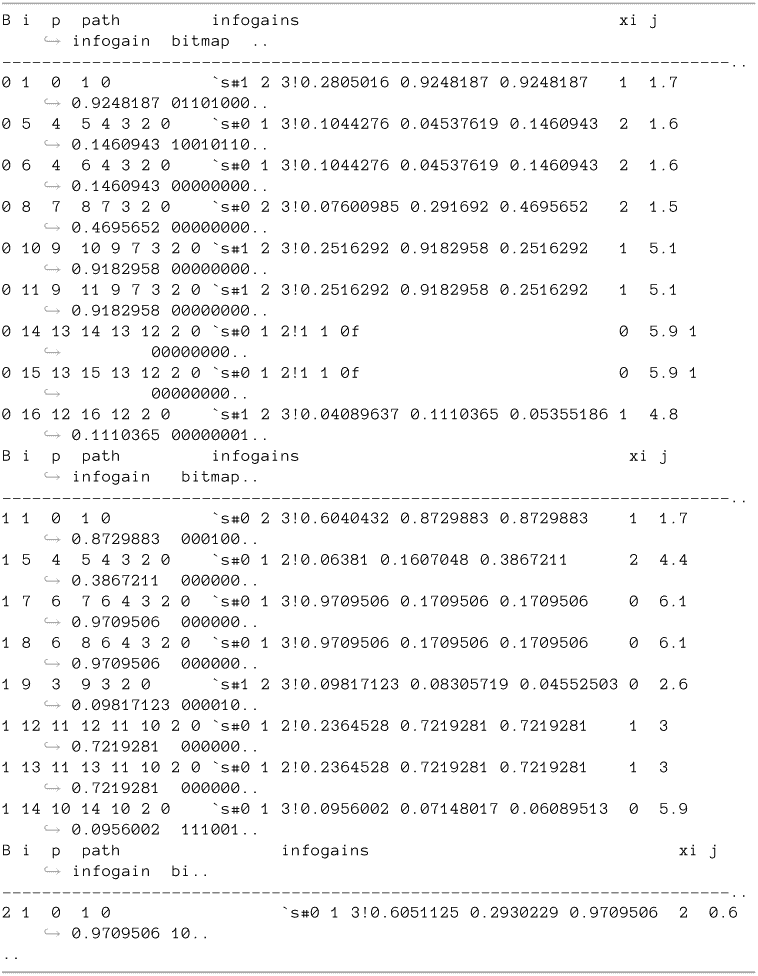 B i  p  path         infogains                                xi j
↪ infogain  bitmap  ..
-------------------------------------------------------------------------..
0 1  0  1 0          `s#1 2 3!0.2805016 0.9248187 0.9248187   1  1.7
↪ 0.9248187 01101000..
0 5  4  5 4 3 2 0    `s#0 1 3!0.1044276 0.04537619 0.1460943  2  1.6
↪ 0.1460943 10010110..
0 6  4  6 4 3 2 0    `s#0 1 3!0.1044276 0.04537619 0.1460943  2  1.6
↪ 0.1460943 00000000..
0 8  7  8 7 3 2 0    `s#0 2 3!0.07600985 0.291692 0.4695652   2  1.5
↪ 0.4695652 00000000..
0 10 9  10 9 7 3 2 0 `s#1 2 3!0.2516292 0.9182958 0.2516292   1  5.1
↪ 0.9182958 00000000..
0 11 9  11 9 7 3 2 0 `s#1 2 3!0.2516292 0.9182958 0.2516292   1  5.1
↪ 0.9182958 00000000..
0 14 13 14 13 12 2 0 `s#0 1 2!1 1 0f                          0  5.9 1
↪         00000000..
0 15 13 15 13 12 2 0 `s#0 1 2!1 1 0f                          0  5.9 1
↪         00000000..
0 16 12 16 12 2 0    `s#1 2 3!0.04089637 0.1110365 0.05355186 1  4.8
↪ 0.1110365 00000001..
B i  p  path         infogains                                 xi j
↪ infogain   bitmap..
-------------------------------------------------------------------------..
1 1  0  1 0          `s#0 2 3!0.6040432 0.8729883 0.8729883    1  1.7
↪ 0.8729883  000100..
1 5  4  5 4 3 2 0    `s#0 1 2!0.06381 0.1607048 0.3867211      2  4.4
↪ 0.3867211  000000..
1 7  6  7 6 4 3 2 0  `s#0 1 3!0.9709506 0.1709506 0.1709506    0  6.1
↪ 0.9709506  000000..
1 8  6  8 6 4 3 2 0  `s#0 1 3!0.9709506 0.1709506 0.1709506    0  6.1
↪ 0.9709506  000000..
1 9  3  9 3 2 0      `s#1 2 3!0.09817123 0.08305719 0.04552503 0  2.6
↪ 0.09817123 000010..
1 12 11 12 11 10 2 0 `s#0 1 2!0.2364528 0.7219281 0.7219281    1  3
↪ 0.7219281  000000..
1 13 11 13 11 10 2 0 `s#0 1 2!0.2364528 0.7219281 0.7219281    1  3
↪ 0.7219281  000000..
1 14 10 14 10 2 0    `s#0 1 3!0.0956002 0.07148017 0.06089513  0  5.9
↪ 0.0956002  111001..
B i  p  path                infogains                               xi j
↪ infogain  bi..
-------------------------------------------------------------------------..
2 1  0  1 0                 `s#0 1 3!0.6051125 0.2930229 0.9709506  2  0.6
↪ 0.9709506 10..
..